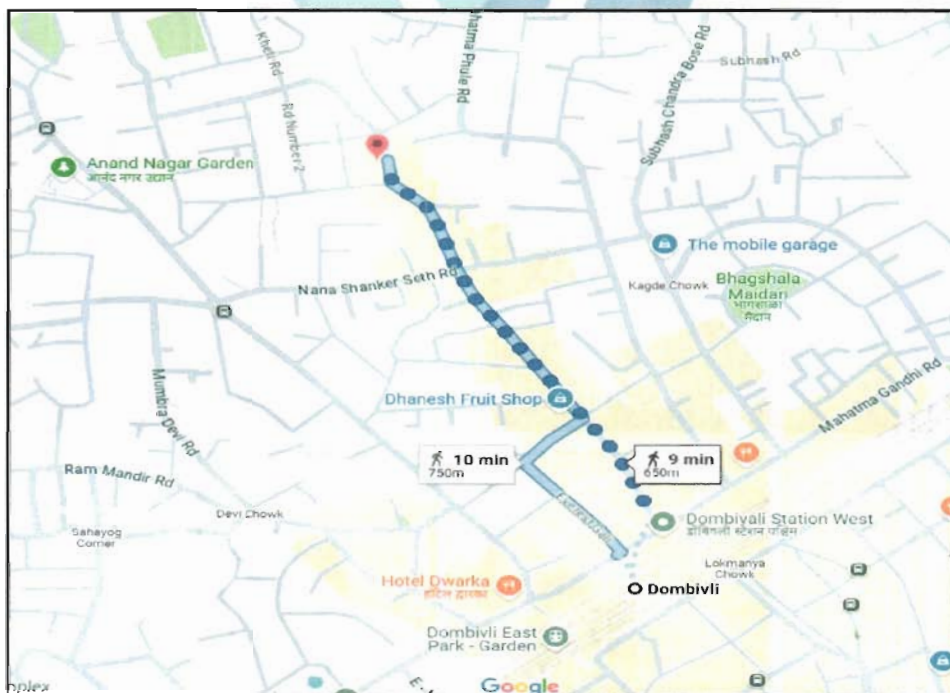 Mahatma Phule Rd
Kheli Rd
Rd Number 2
Subhash Chandra Bose Rd
Subhash Rd
Anand Nagar Garden
आनंद नगर उद्यान
The mobile garage
Nana Shanker Seth Rd
Kagde Chowk
Bhagshala
Maidan
भागशाळा
मैदान
Mumbra Devi Rd
Dhanesh Fruit Shop
Mahatma Gandhi Rd
10 min
750m
9 min
650m
Ram Mandir Rd
Devi Chowk
Sahayog
Corner
Dombivali Station West
Lokmanya
Chowk
Hotel Dwarka
हॉटेल द्वारका
Dombivli
Dombivli East
Park - Garden
Google